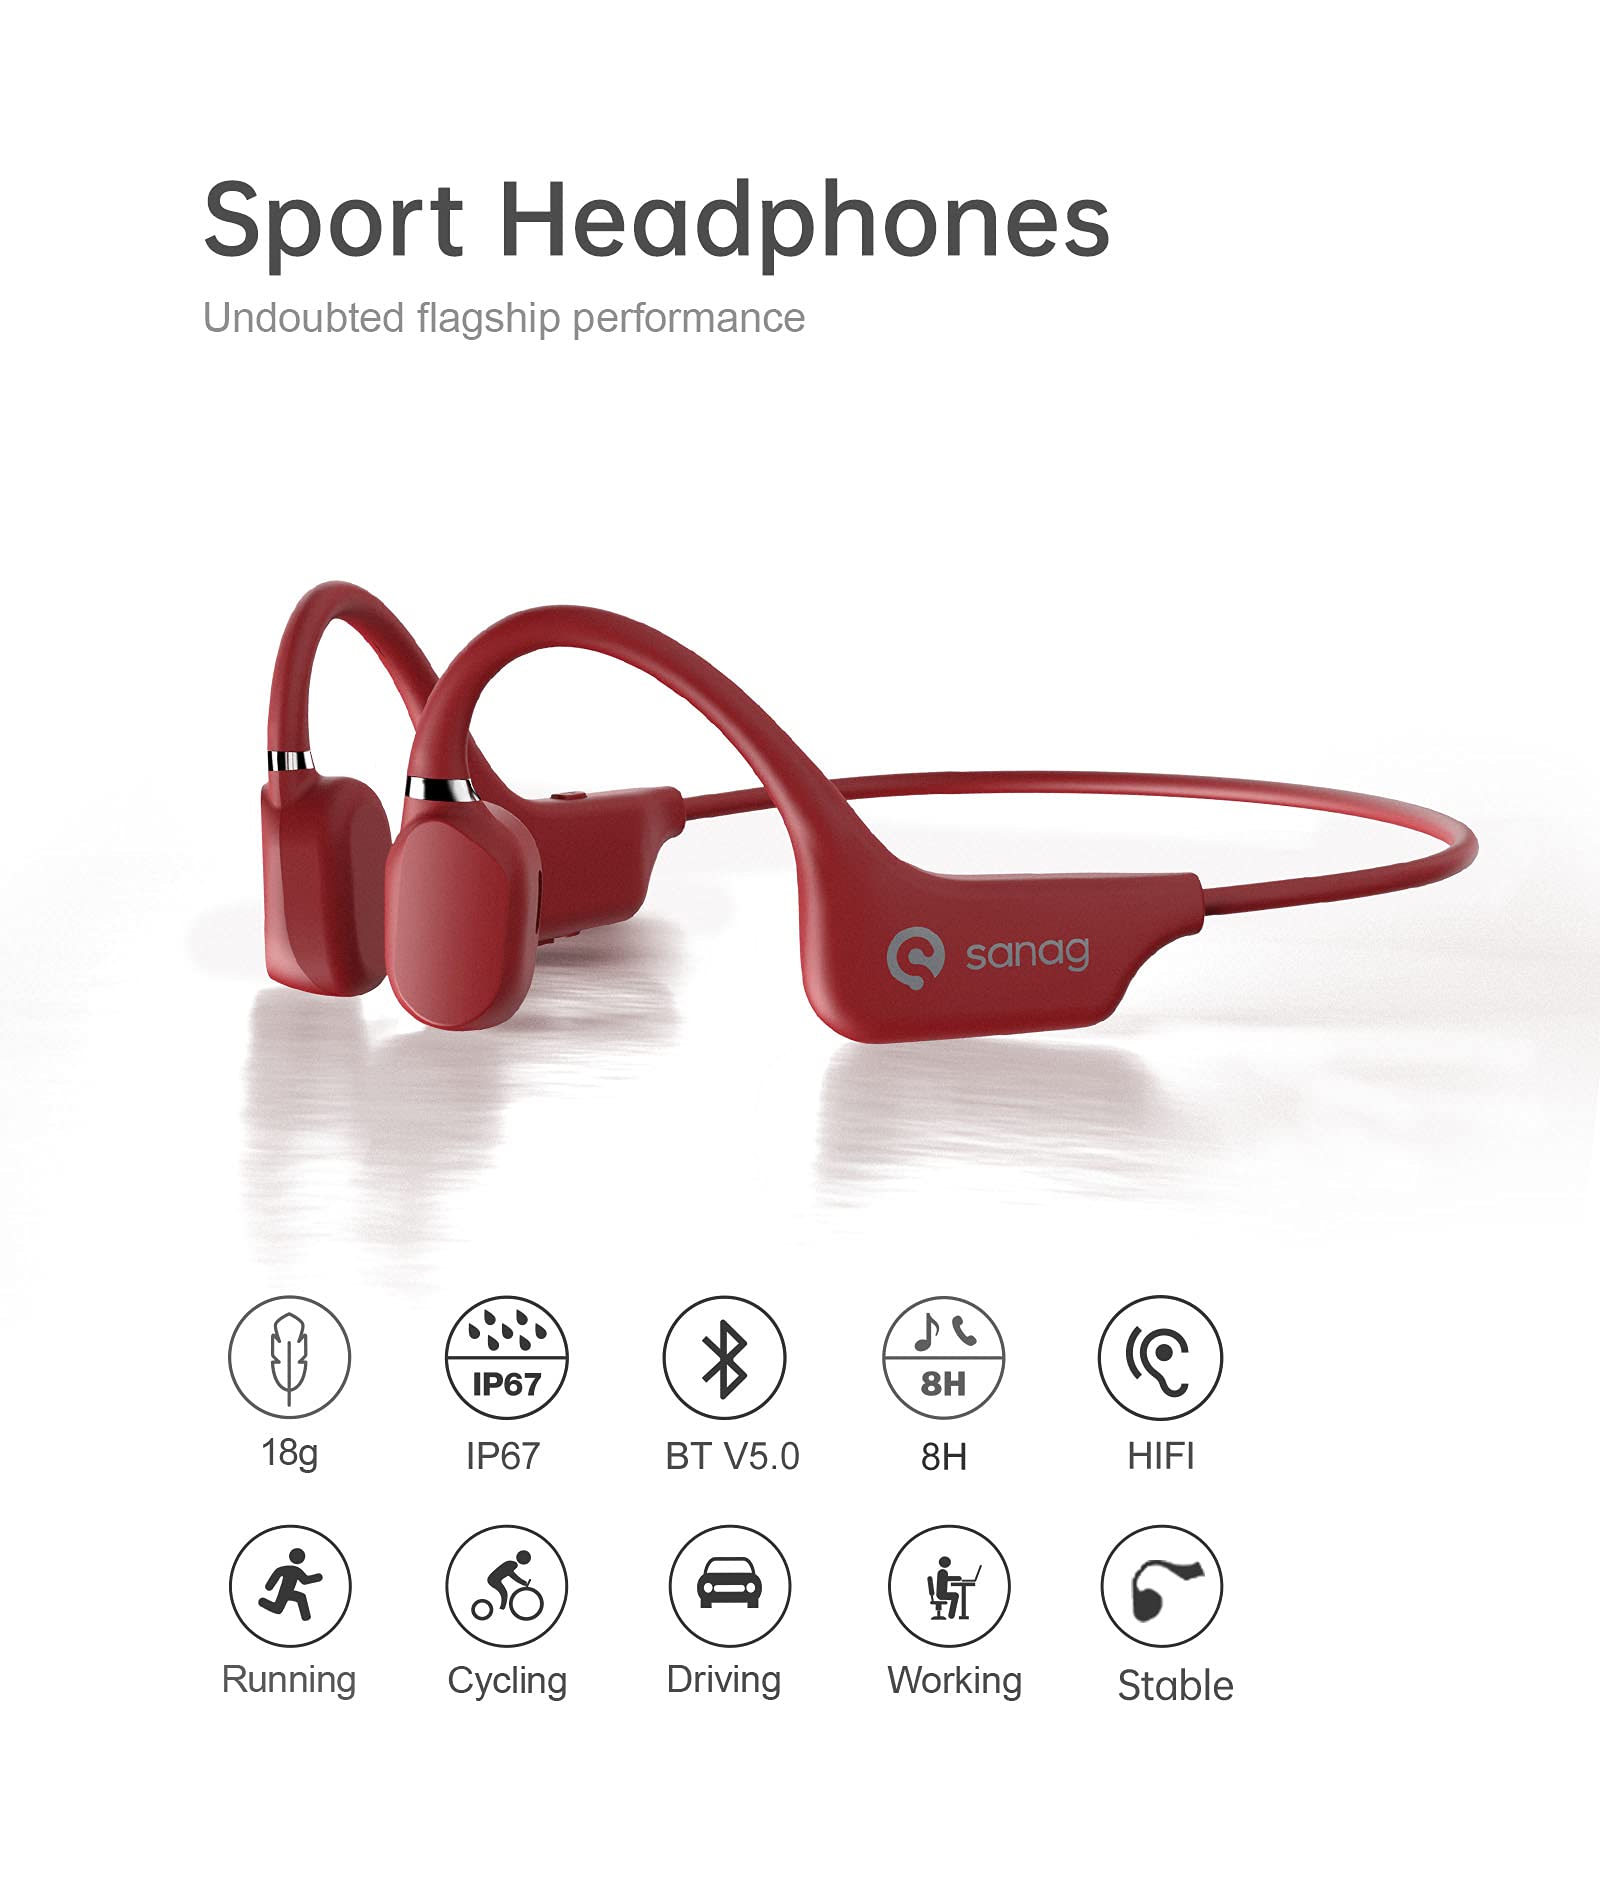 Sport Headphones
Undoubted flagship performance
sanag
IP67
8H
18g
IP67
BT V5.0
8H
HIFI
Running
Cycling
Driving
Working
Stable